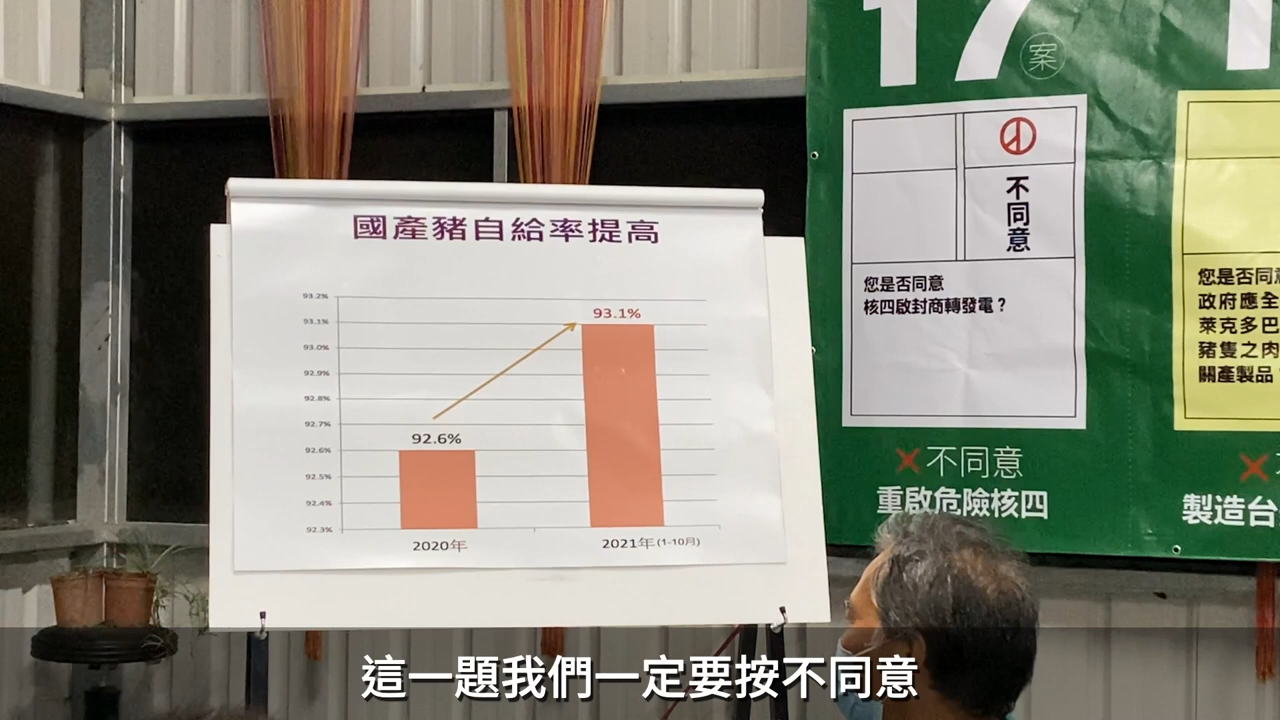 國產豬自給率提高
93.2%
93.1%
93.0%
92.9%
92.8%
92.7%
92.6%
92.5%
92.4%
92.3%
92.6%
93.1%
2020年
2021年(1-10月)
17案
不同意
您是否同意
核四啟封商轉發電？
不同意
重啟危險核四
您是否同意
政府應全
萊克多巴
豬隻之肉
關產製品
製造台
這一題我們一定要按不同意